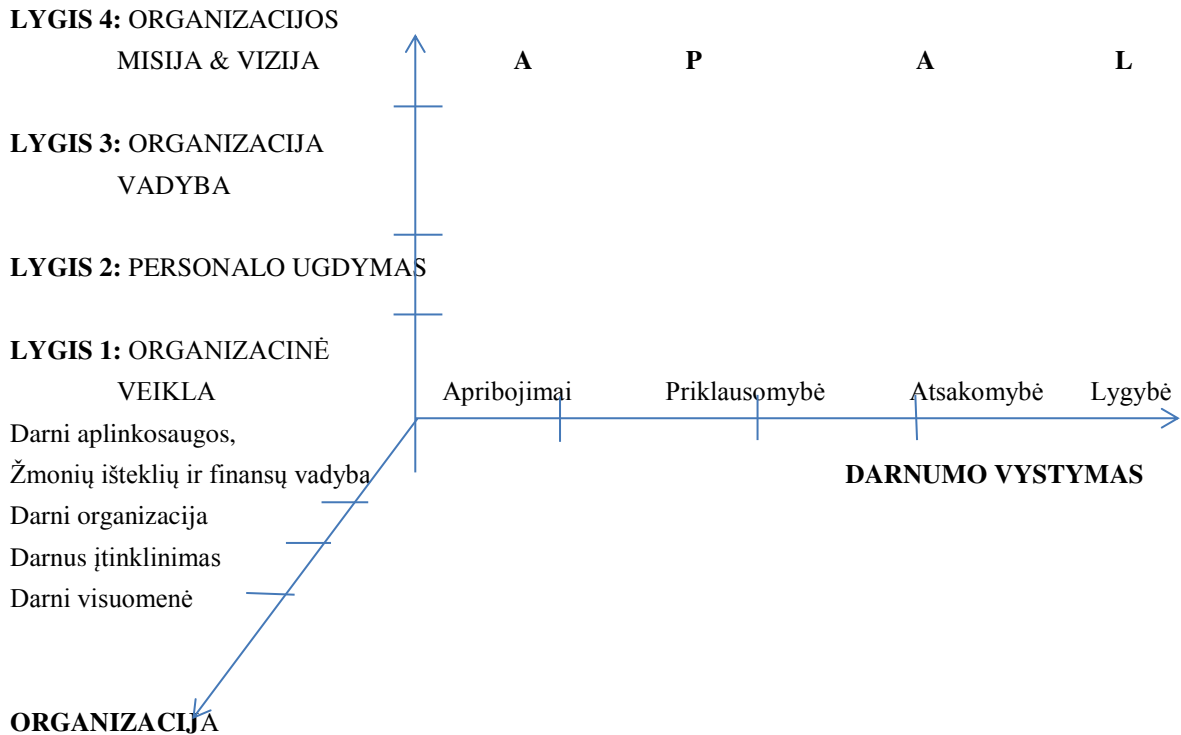 LYGIS 4: ORGANIZACIJOS
MISIJA & VIZIJA A P A L
LYGIS 3: ORGANIZACIJA
VADYBA
LYGIS 2: PERSONALO UGDYMAS
LYGIS 1: ORGANIZACINĖ
VEIKLA Apribojimai Priklausomybė Atsakomybė Lygybė
Darni aplinkosaugos,
Žmonių išteklių ir finansų vadyba DARNUMO VYSTYMAS
Darni organizacija
Darnus įtinklinimas
Darni visuomenė
ORGANIZACIJA